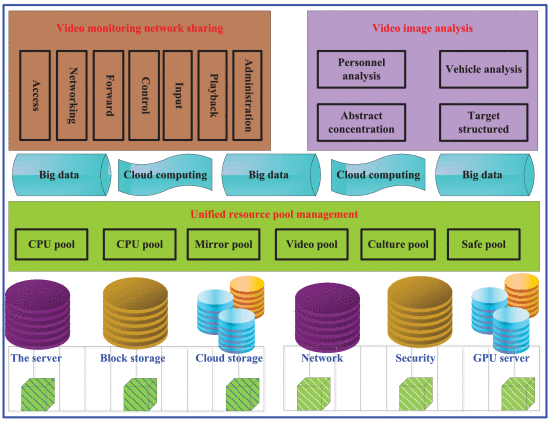 Video monitoring network sharing
Access
Networking
Forward
Control
Input
Playback
Administration
Video image analysis
Personnel
analysis
Vehicle analysis
Abstract
concentration
Target
structured
Big data
Cloud computing
Big data
Cloud computing
Big data
Unified resource pool management
CPU pool
CPU pool
Mirror pool
Video pool
Culture pool
Safe pool
The server
Block storage
Cloud storage
Network
Security
GPU server